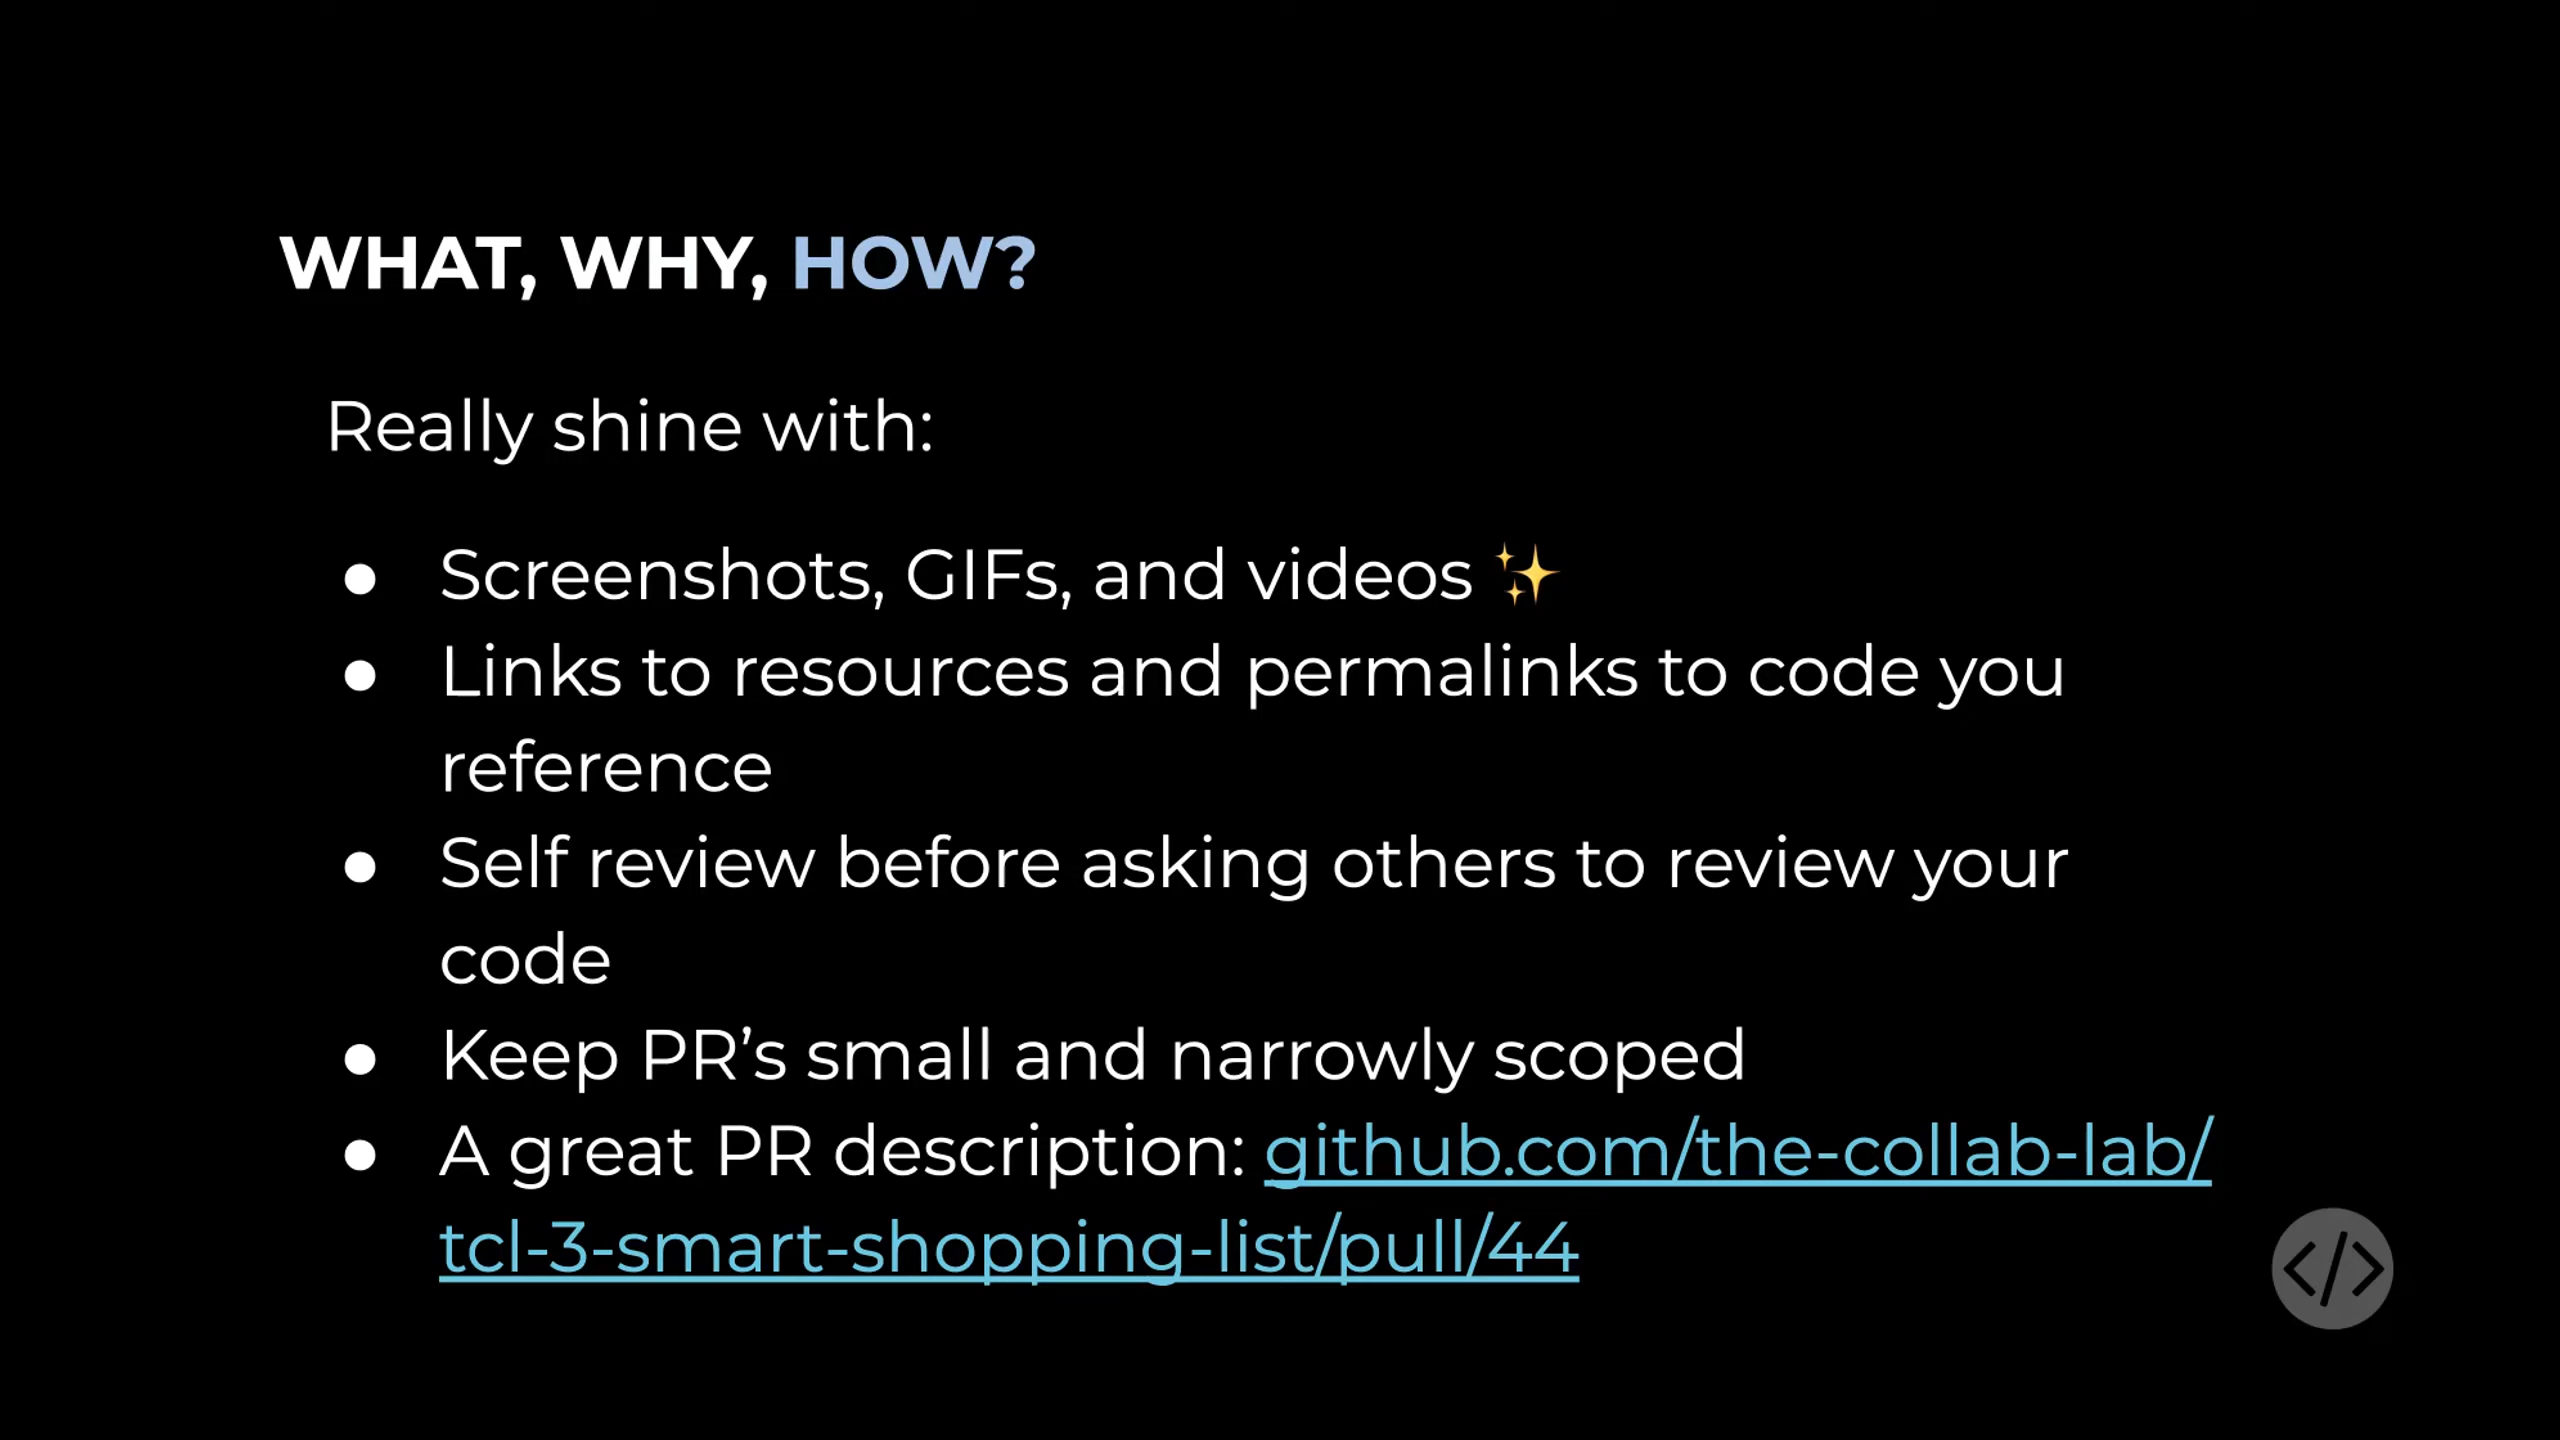 WHAT, WHY, HOW?
Really shine with:
● Screenshots, GIFs, and videos ✨
● Links to resources and permalinks to code you
reference
● Self review before asking others to review your
code
● Keep PR’s small and narrowly scoped
● A great PR description: github.com/the-collab-lab/
tcl-3-smart-shopping-list/pull/44
</>